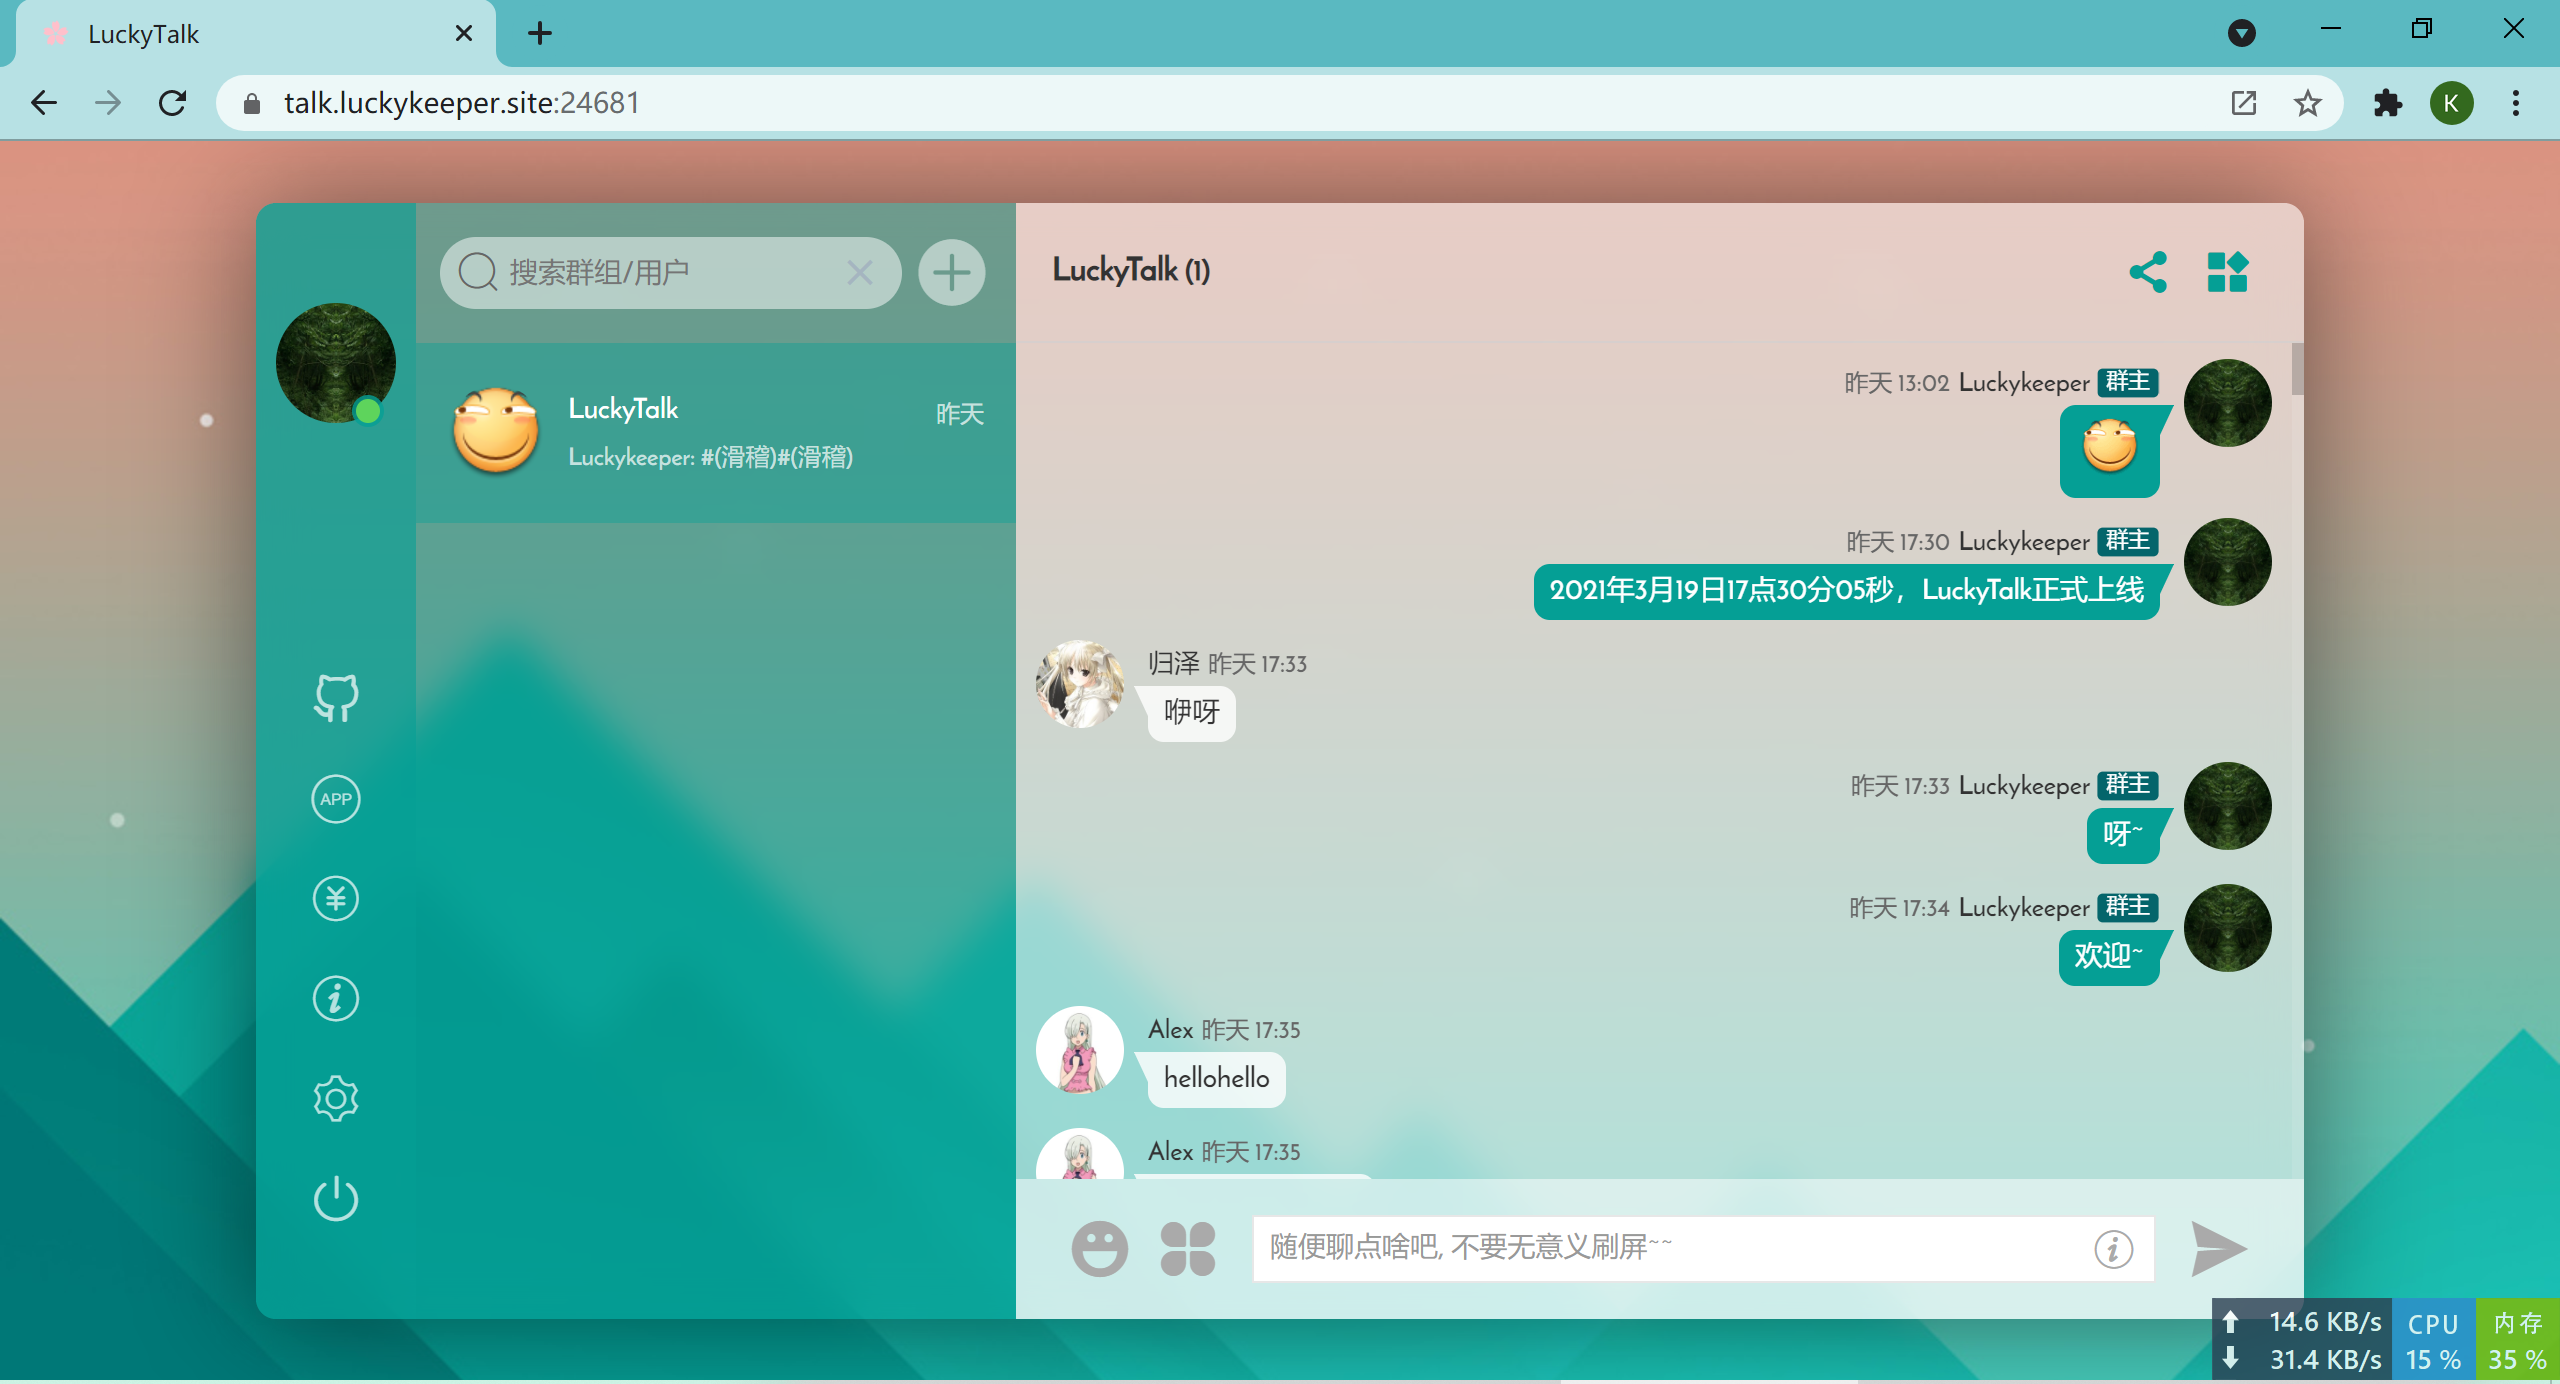 LuckyTalk
talk.luckykeeper.site:24681
搜索群组/用户
LuckyTalk
昨天
Luckykeeper: #(滑稽)#(滑稽)
APP
LuckyTalk (1)
昨天 13:02 Luckykeeper 群主
昨天 17:30 Luckykeeper 群主
2021年3月19日17点30分05秒，LuckyTalk正式上线
归泽 昨天 17:33
咿呀
昨天 17:33 Luckykeeper 群主
呀~
昨天 17:34 Luckykeeper 群主
欢迎~
Alex 昨天 17:35
hellohello
Alex 昨天 17:35
随便聊点啥吧, 不要无意义刷屏~~
K
14.6 KB/s CPU 内存
31.4 KB/s 15 % 35 %